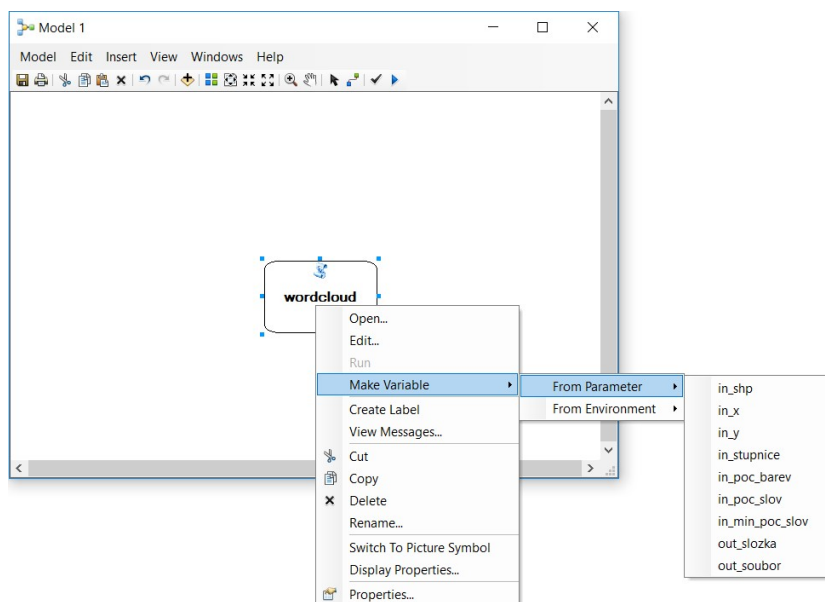 Model 1
Model Edit Insert View Windows Help
wordcloud
Open...
Edit...
Run
Make Variable
From Parameter
From Environment
in_shp
in_x
in_y
in_stupnice
in_poc_barev
in_poc_slov
in_min_poc_slov
out_slozka
out_soubor
Create Label
View Messages...
Cut
Copy
Delete
Rename...
Switch To Picture Symbol
Display Properties...
Properties...